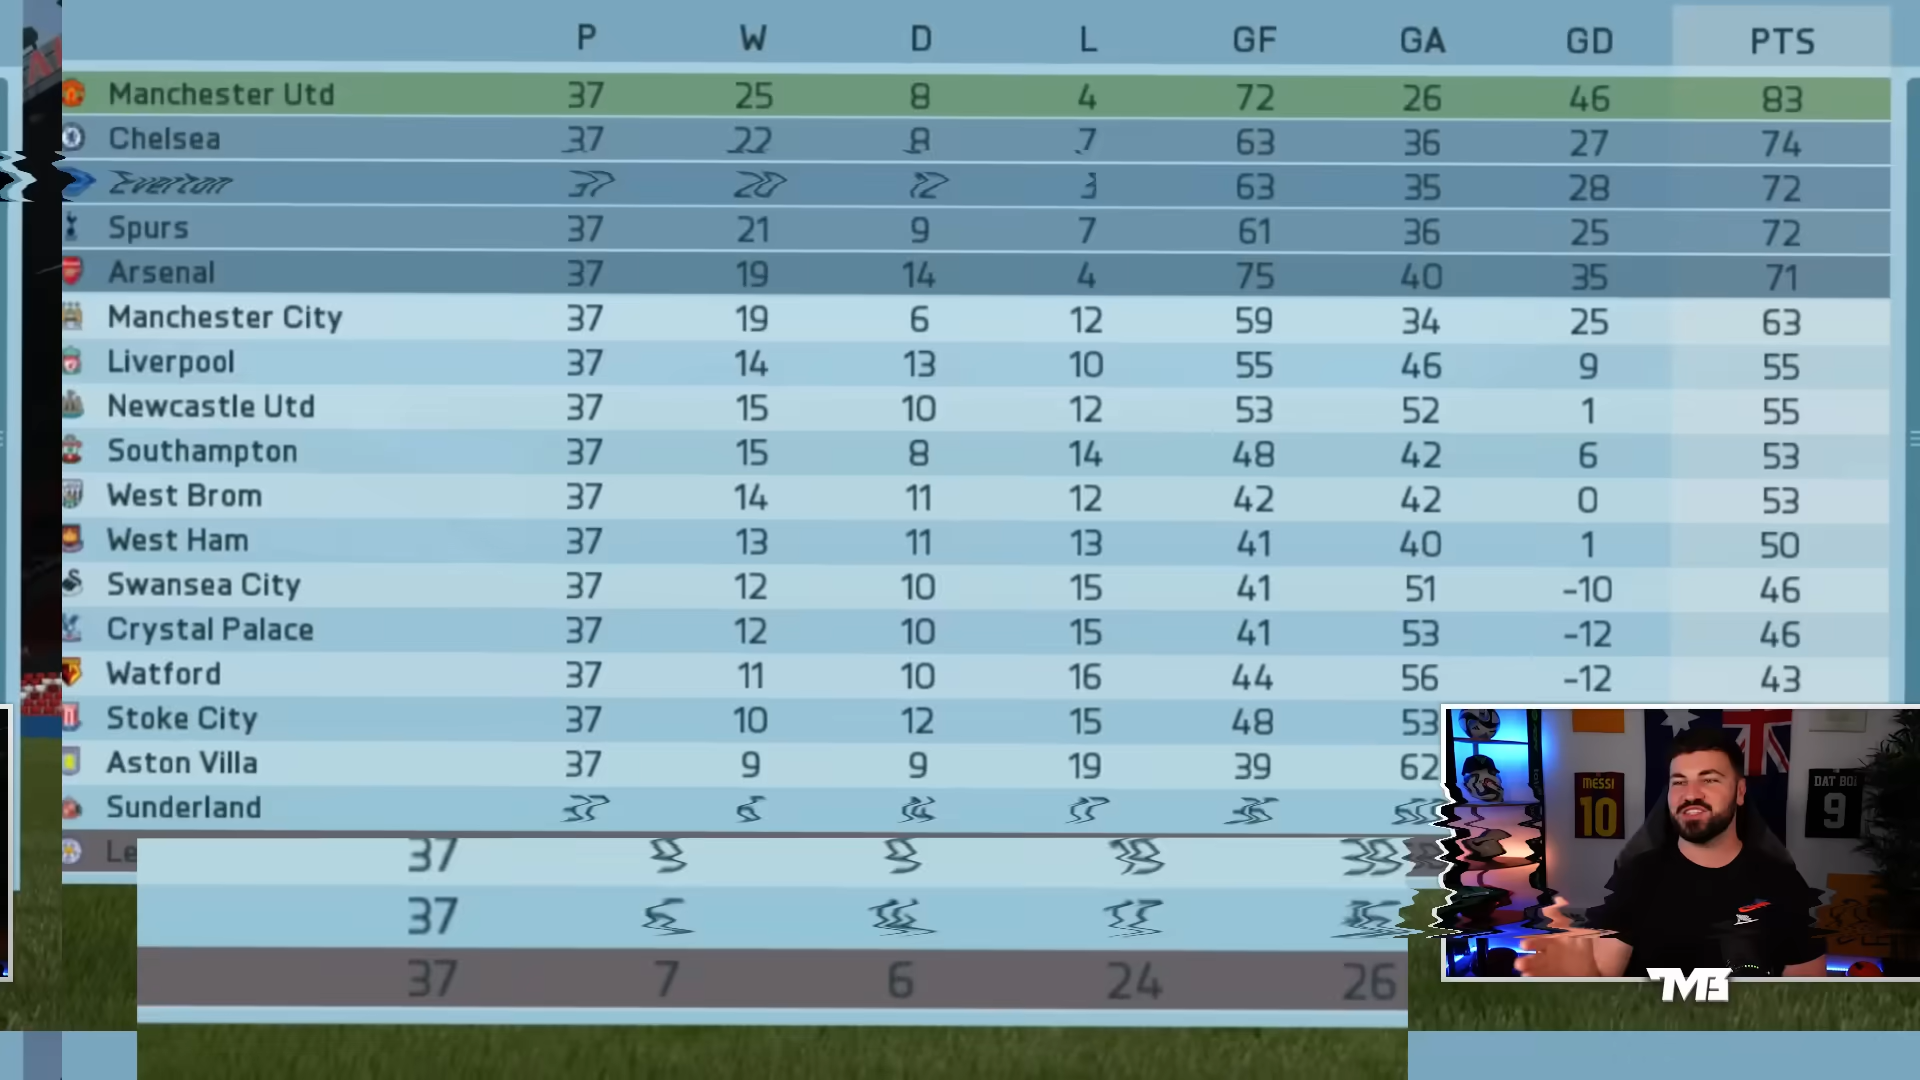 P W D L GF GA GD PTS
Manchester Utd 37 25 8 4 72 26 46 83
Chelsea 37 22 8 7 63 36 27 74
Everton 37 20 12 3 63 35 28 72
Spurs 37 21 9 7 61 36 25 72
Arsenal 37 19 14 4 75 40 35 71
Manchester City 37 19 6 12 59 34 25 63
Liverpool 37 14 13 10 55 46 9 55
Newcastle Utd 37 15 10 12 53 52 1 55
Southampton 37 15 8 14 48 42 6 53
West Brom 37 14 11 12 42 42 0 53
West Ham 37 13 11 13 41 40 1 50
Swansea City 37 12 10 15 41 51 -10 46
Crystal Palace 37 12 10 15 41 53 -12 46
Watford 37 11 10 16 44 56 -12 43
Stoke City 37 10 12 15 48 53
Aston Villa 37 9 9 19 39 62
Sunderland 37
Le 37
37
37 7 6 24 26
MESSI
10
DAT BOI
9
TMB